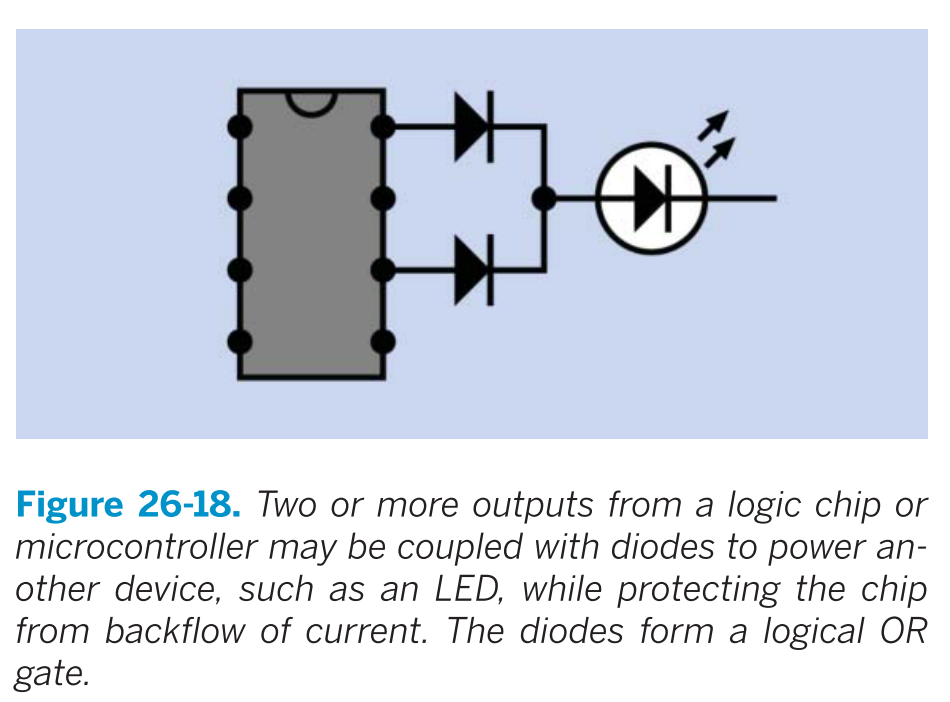 Figure 26-18. Two or more outputs from a logic chip or
microcontroller may be coupled with diodes to power an-
other device, such as an LED, while protecting the chip
from backflow of current. The diodes form a logical OR
gate.